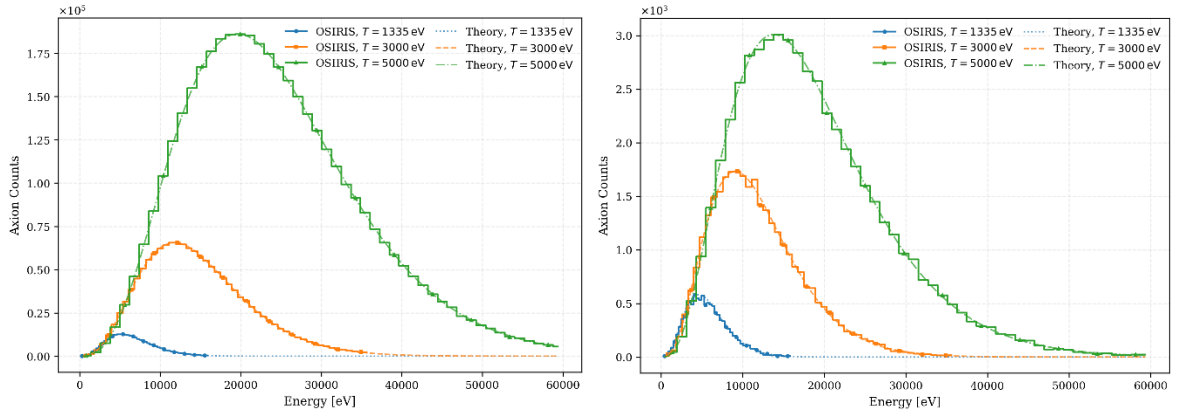 ×10⁵
OSIRIS, T = 1335 eV
OSIRIS, T = 3000 eV
OSIRIS, T = 5000 eV
Theory, T = 1335 eV
Theory, T = 3000 eV
Theory, T = 5000 eV
1.75
1.50
1.25
1.00
0.75
0.50
0.25
0.00
Axion Counts
0
10000
20000
30000
40000
50000
60000
Energy [eV]
×10³
OSIRIS, T = 1335 eV
OSIRIS, T = 3000 eV
OSIRIS, T = 5000 eV
Theory, T = 1335 eV
Theory, T = 3000 eV
Theory, T = 5000 eV
3.0
2.5
2.0
1.5
1.0
0.5
0.0
Axion Counts
0
10000
20000
30000
40000
50000
60000
Energy [eV]